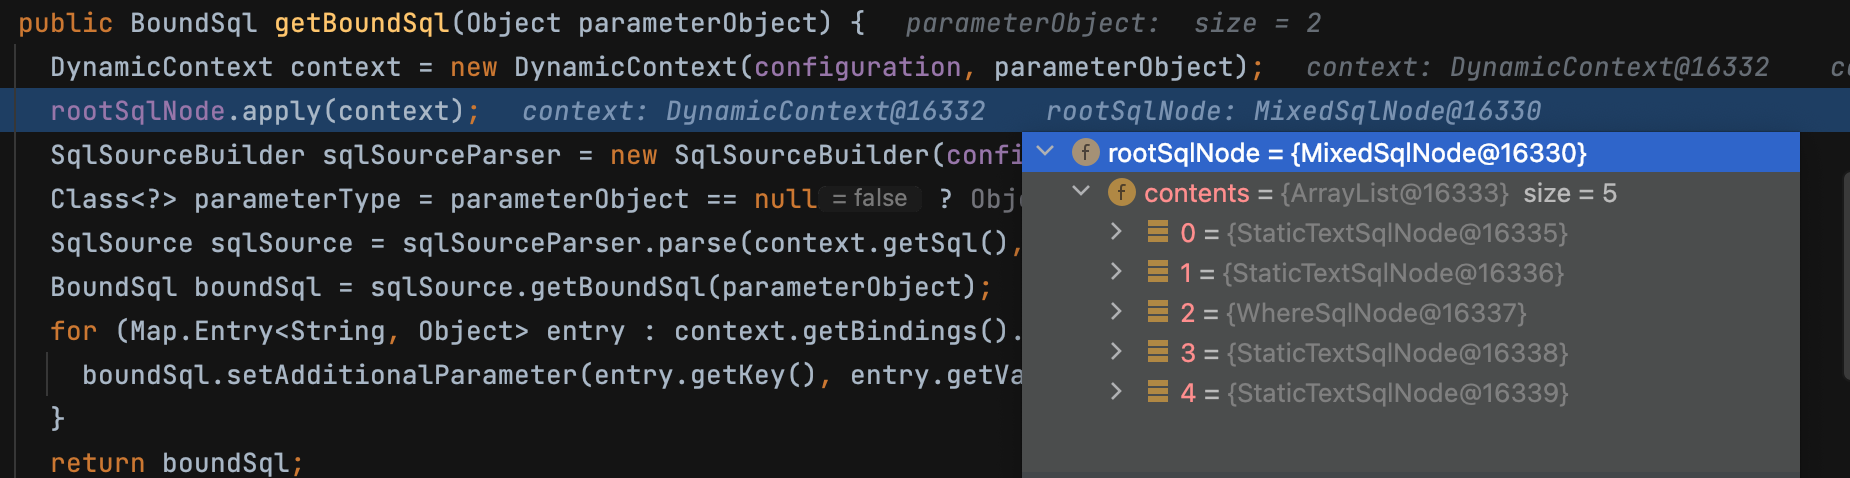 public BoundSql getBoundSql(Object parameterObject) {  parameterObject:  size = 2
DynamicContext context = new DynamicContext(configuration, parameterObject);  context: DynamicContext@16332
rootSqlNode.apply(context);  context: DynamicContext@16332  rootSqlNode: MixedSqlNode@16330
SqlSourceBuilder sqlSourceParser = new SqlSourceBuilder(confi
Class<?> parameterType = parameterObject == null = false ? Obj
SqlSource sqlSource = sqlSourceParser.parse(context.getSql(),
BoundSql boundSql = sqlSource.getBoundSql(parameterObject);
for (Map.Entry<String, Object> entry : context.getBindings().
boundSql.setAdditionalParameter(entry.getKey(), entry.getVa
}
return boundSql;
f rootSqlNode = {MixedSqlNode@16330}
f contents = {ArrayList@16333} size = 5
0 = {StaticTextSqlNode@16335}
1 = {StaticTextSqlNode@16336}
2 = {WhereSqlNode@16337}
3 = {StaticTextSqlNode@16338}
4 = {StaticTextSqlNode@16339}